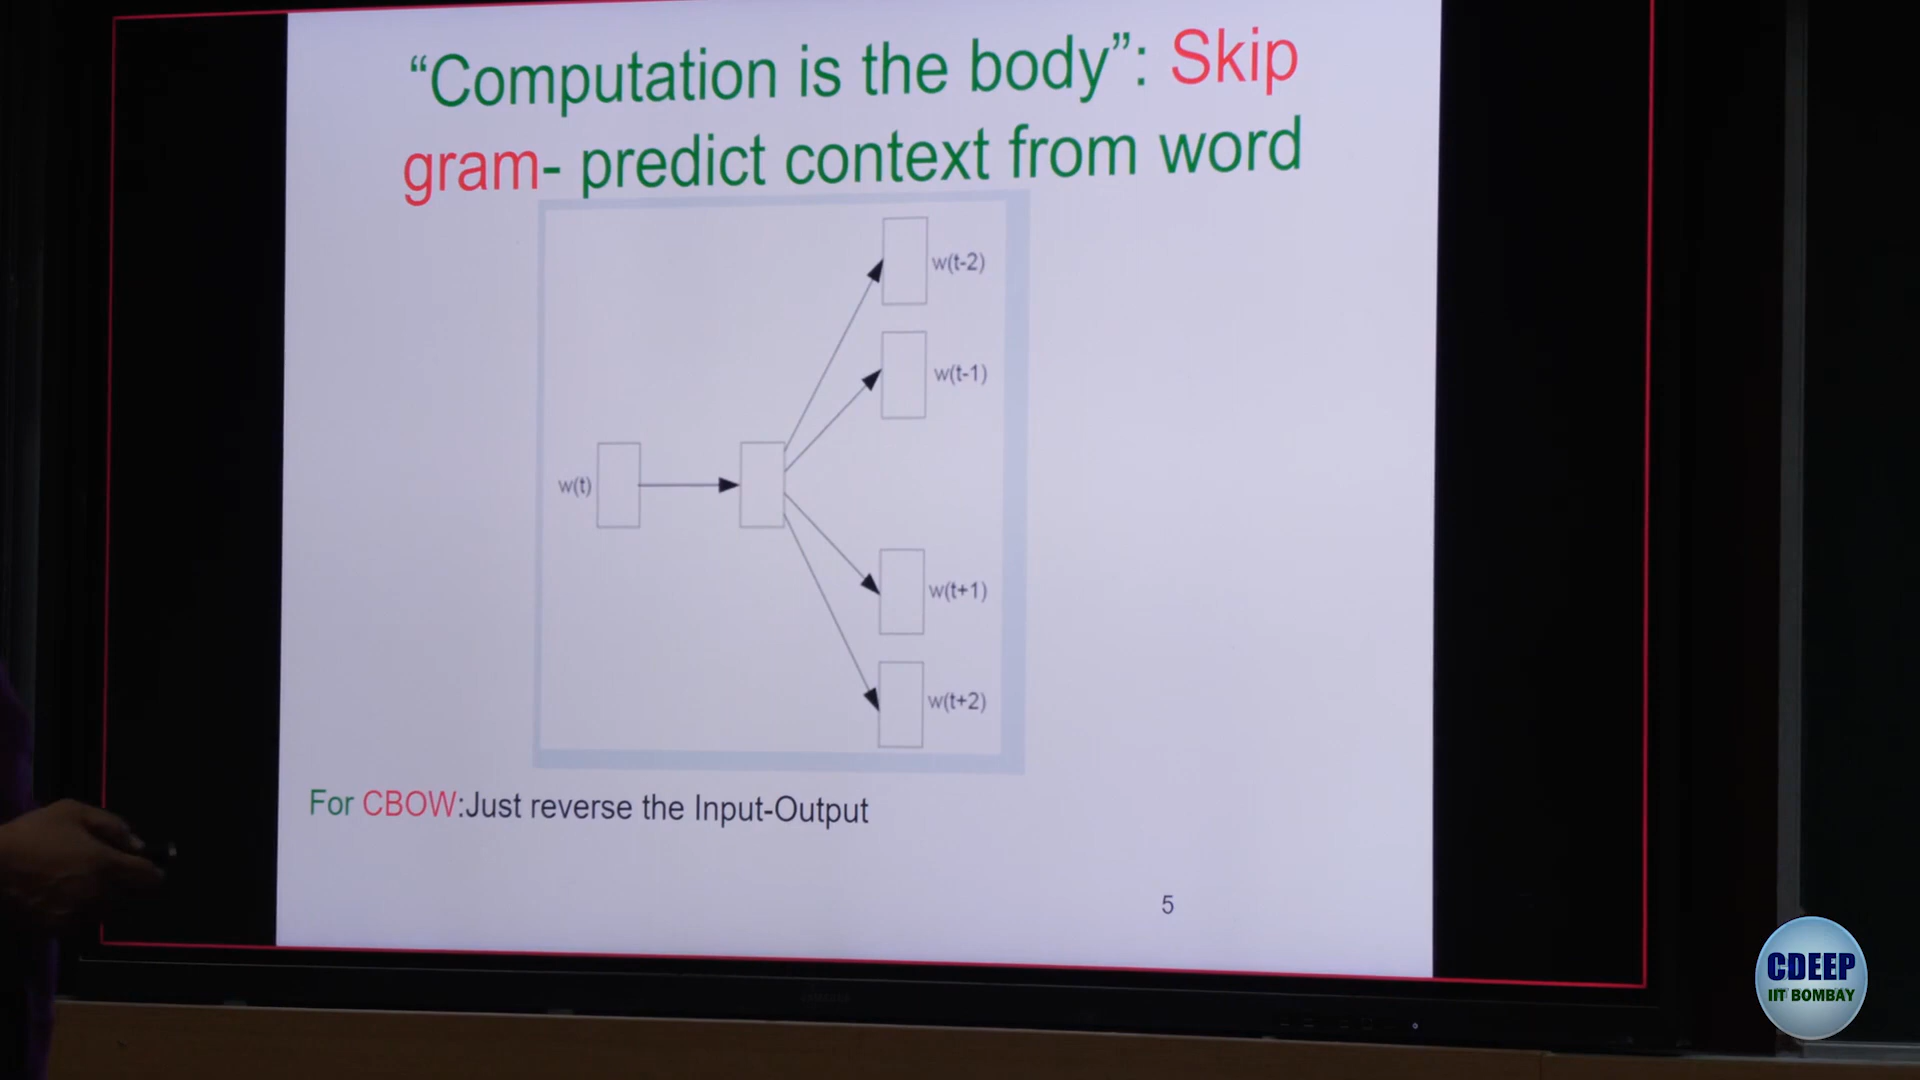 “Computation is the body”: Skip
gram- predict context from word
w(t-2)
w(t-1)
w(t)
w(t+1)
w(t+2)
For CBOW:Just reverse the Input-Output
5
CDEEP
IIT BOMBAY